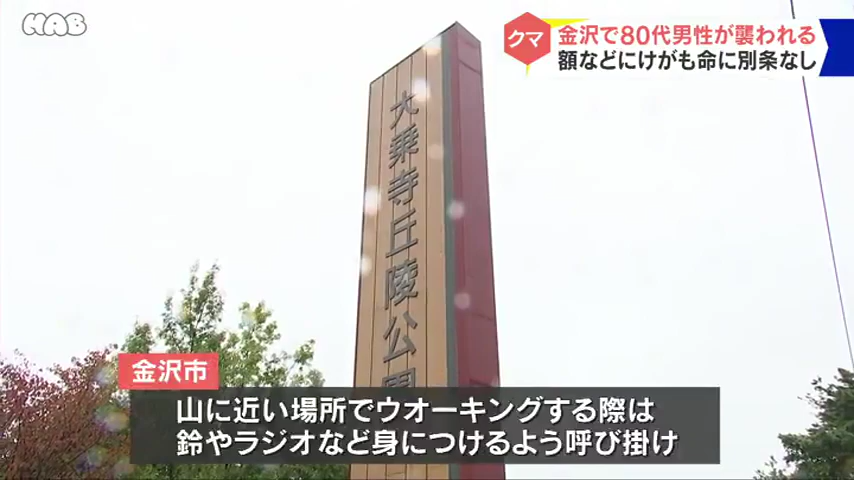 HAB
クマ
金沢で80代男性が襲われる
額などにけがも命に別条なし
大乗寺丘陵公園
金沢市
山に近い場所でウオーキングする際は
鈴やラジオなど身につけるよう呼び掛け